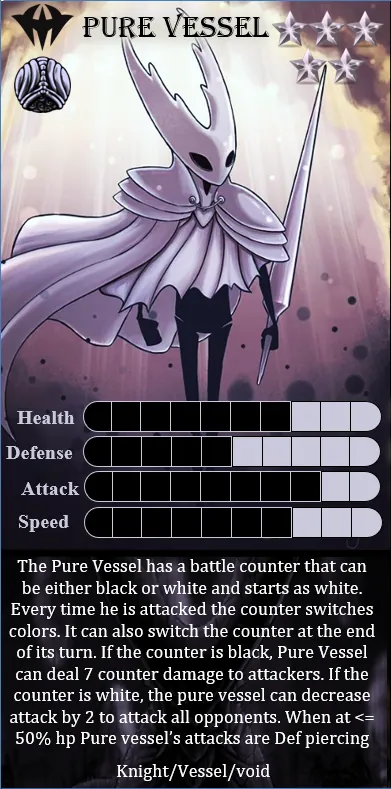 PURE VESSEL
Health
Defense
Attack
Speed
The Pure Vessel has a battle counter that can
be either black or white and starts as white.
Every time he is attacked the counter switches
colors. It can also switch the counter at the end
of its turn. If the counter is black, Pure Vessel
can deal 7 counter damage to attackers. If the
counter is white, the pure vessel can decrease
attack by 2 to attack all opponents. When at <=
50% hp Pure vessel’s attacks are Def piercing
Knight/Vessel/void